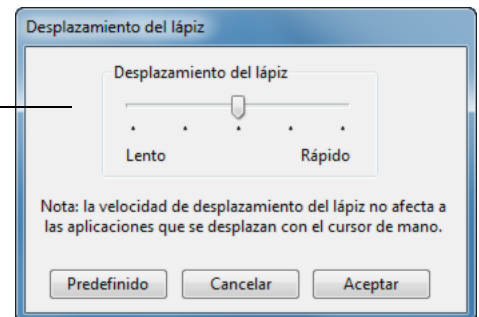 Desplazamiento del lápiz
Desplazamiento del lápiz
Lento Rápido
Nota: la velocidad de desplazamiento del lápiz no afecta a
las aplicaciones que se desplazan con el cursor de mano.
Predefinido Cancelar Aceptar